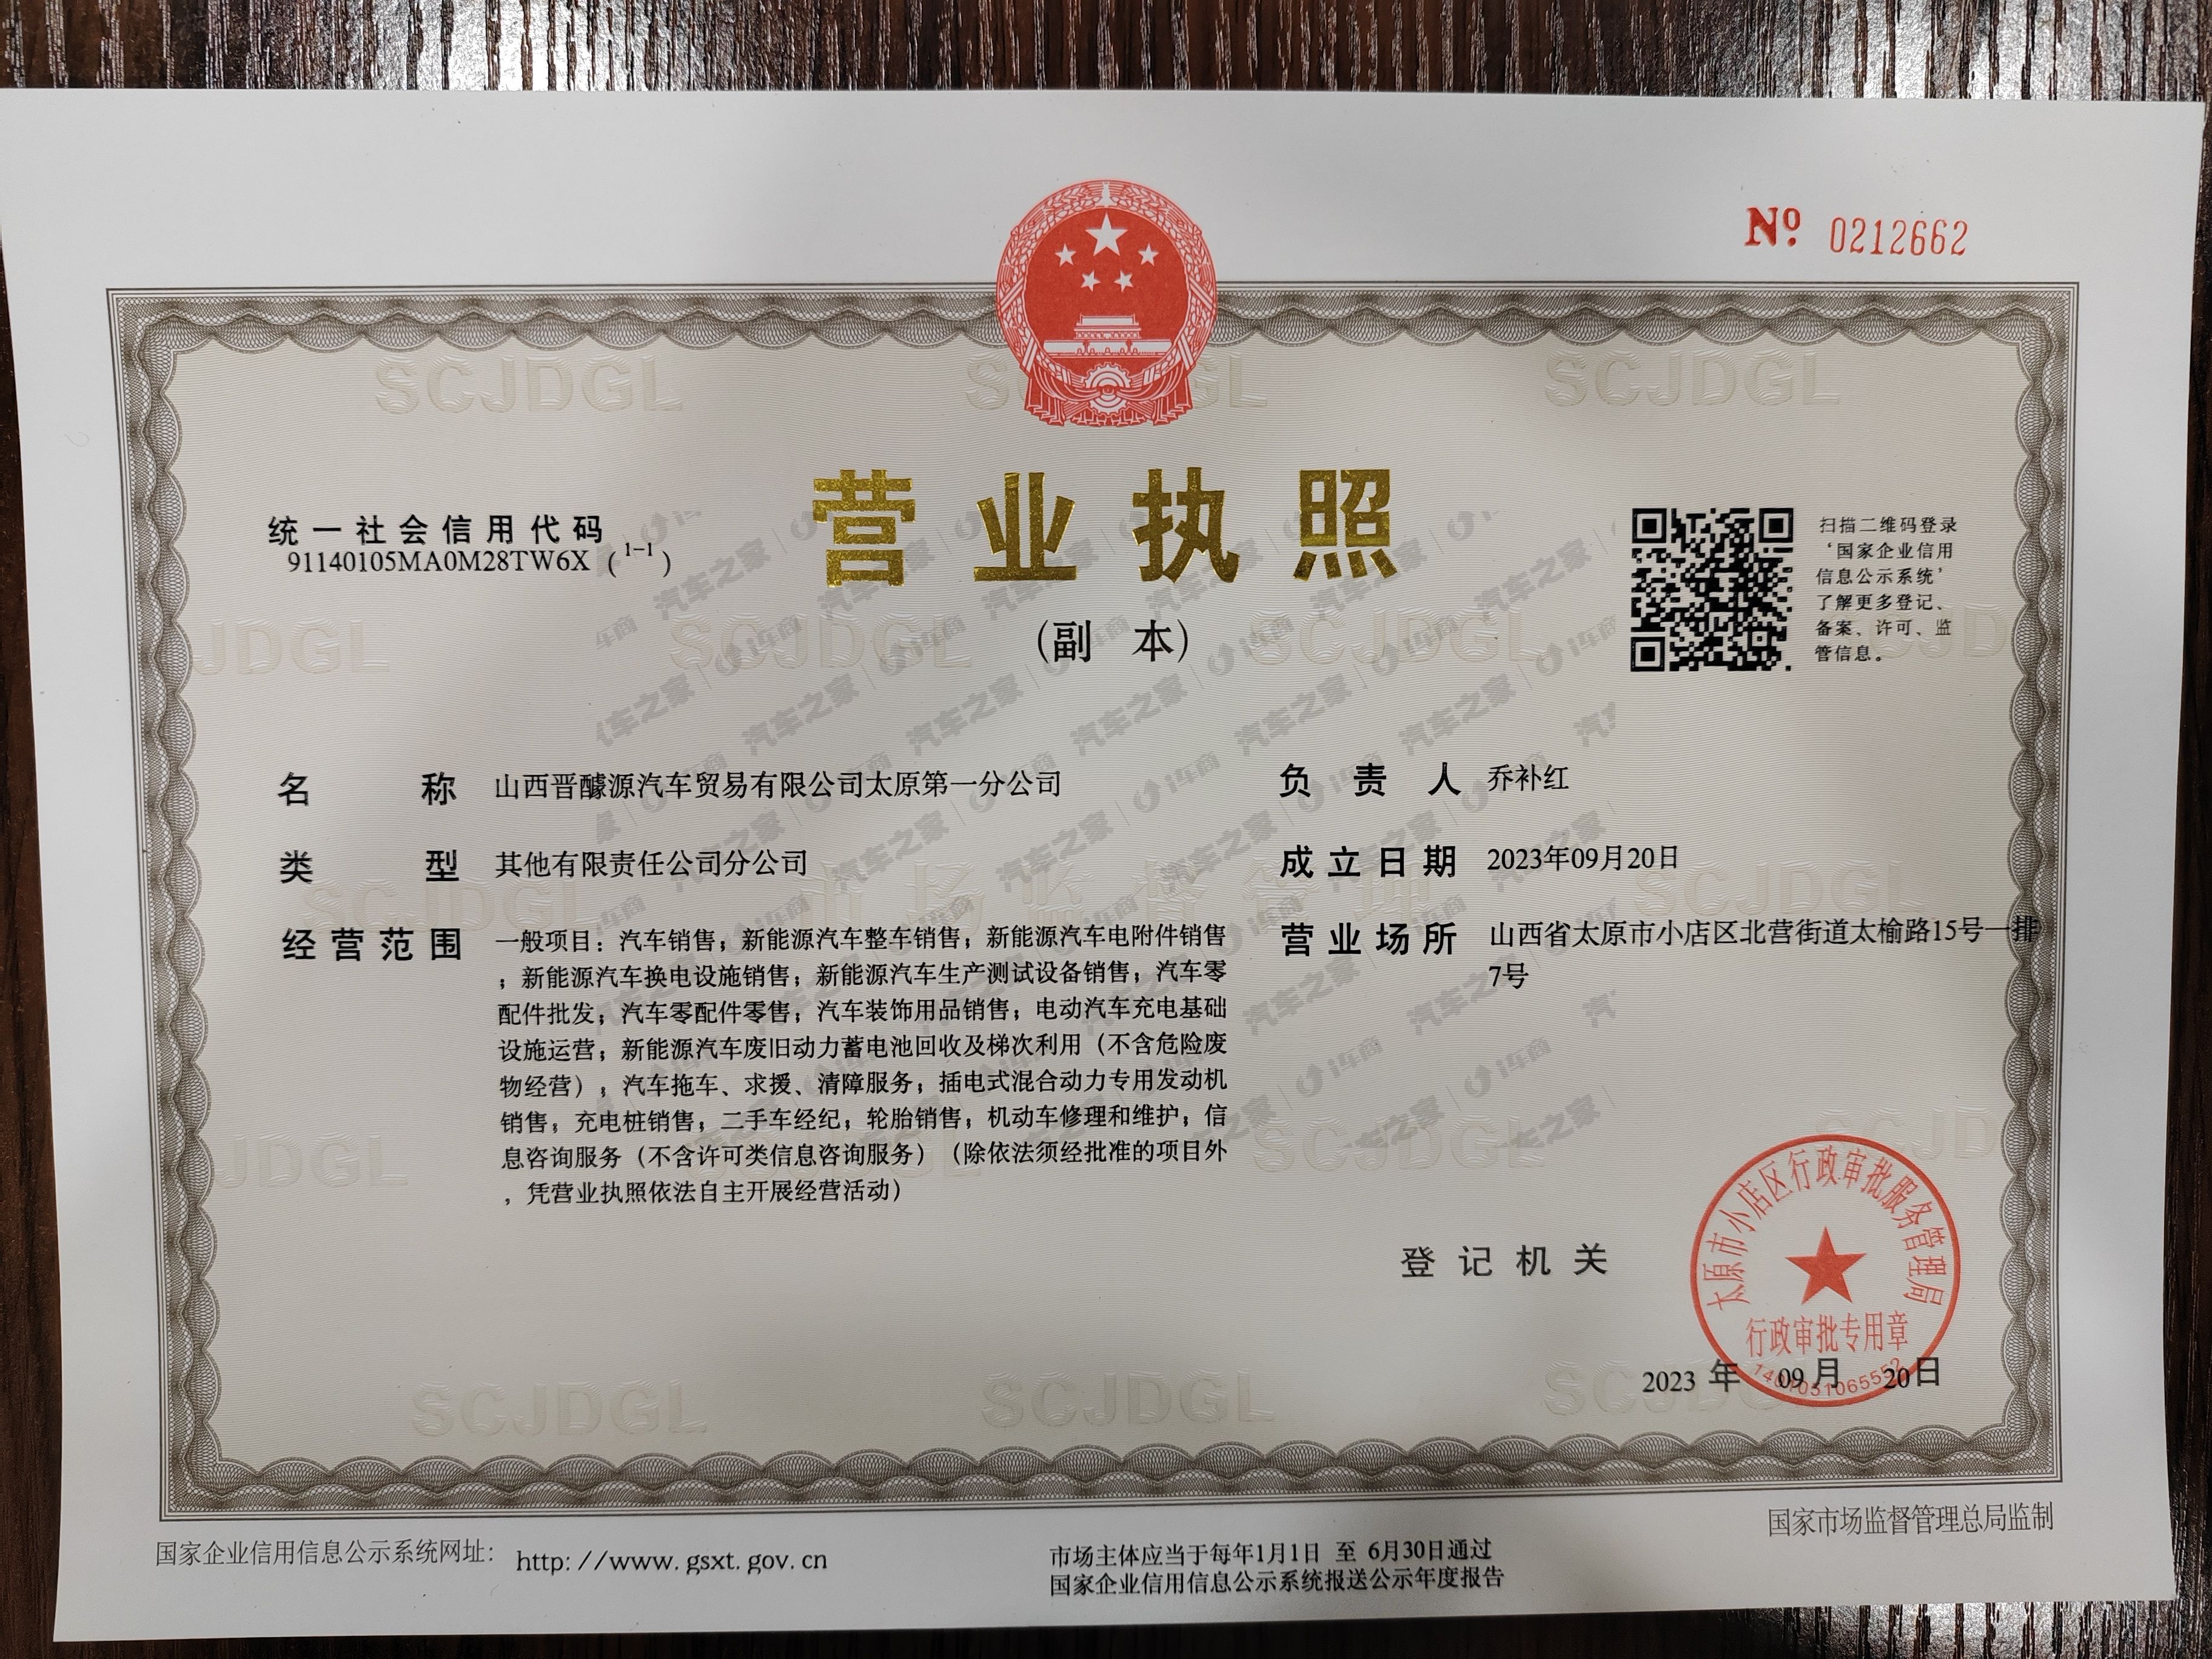 № 0212662
SCJDGL SCJDGL SCJDGL
营业执照
(副 本)
统一社会信用代码
91140105MA0M28TW6X (1-1)
扫描二维码登录
‘国家企业信用
信息公示系统’
了解更多登记、
备案、许可、监
管信息。
名 称 山西晋醵源汽车贸易有限公司太原第一分公司
类 型 其他有限责任公司分公司
经营范围 一般项目：汽车销售；新能源汽车整车销售；新能源汽车电附件销售
；新能源汽车换电设施销售；新能源汽车生产测试设备销售；汽车零
配件批发；汽车零配件零售；汽车装饰用品销售；电动汽车充电基础
设施运营；新能源汽车废旧动力蓄电池回收及梯次利用（不含危险废
物经营）；汽车拖车、求援、清障服务；插电式混合动力专用发动机
销售；充电桩销售；二手车经纪；轮胎销售；机动车修理和维护；信
息咨询服务（不含许可类信息咨询服务）（除依法须经批准的项目外
，凭营业执照依法自主开展经营活动）
负责人 乔补红
成立日期 2023年09月20日
营业场所 山西省太原市小店区北营街道太榆路15号一排
7号
登记机关
太原市小店区行政审批服务管理局
行政审批专用章
1401051065552
2023 年 09 月 20 日
国家企业信用信息公示系统网址： http://www.gsxt.gov.cn
市场主体应当于每年1月1日 至 6月30日通过
国家企业信用信息公示系统报送公示年度报告
国家市场监督管理总局监制
汽车之家 | i车商